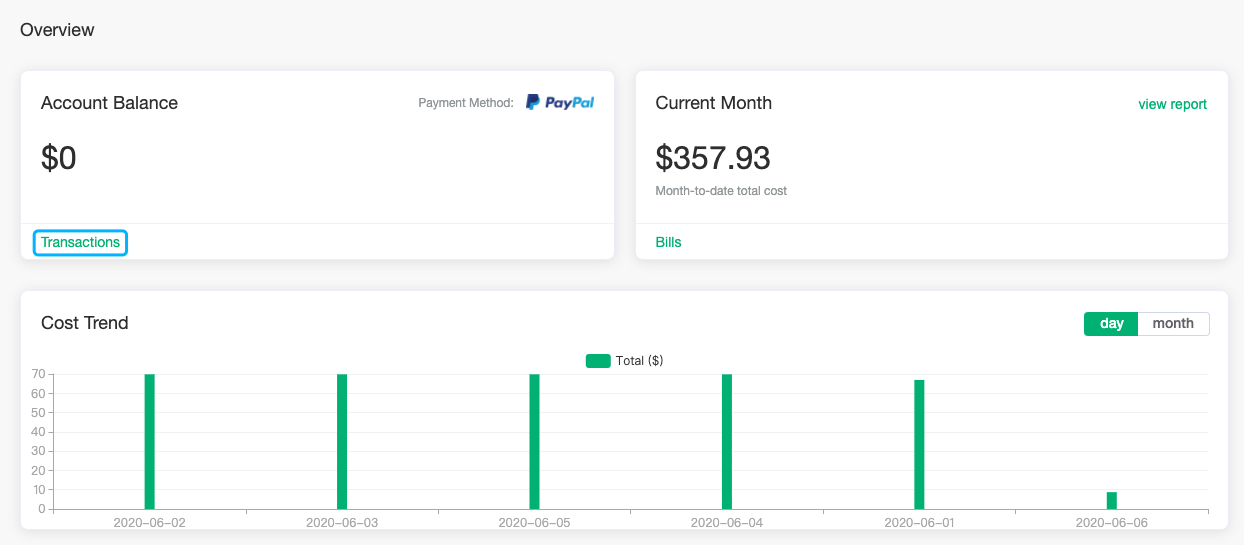 Overview
Account Balance
Payment Method: PayPal
$0
Transactions
Current Month
view report
$357.93
Month-to-date total cost
Bills
Cost Trend
day month
Total ($)
70
60
50
40
30
20
10
0
2020-06-02 2020-06-03 2020-06-05 2020-06-04 2020-06-01 2020-06-06